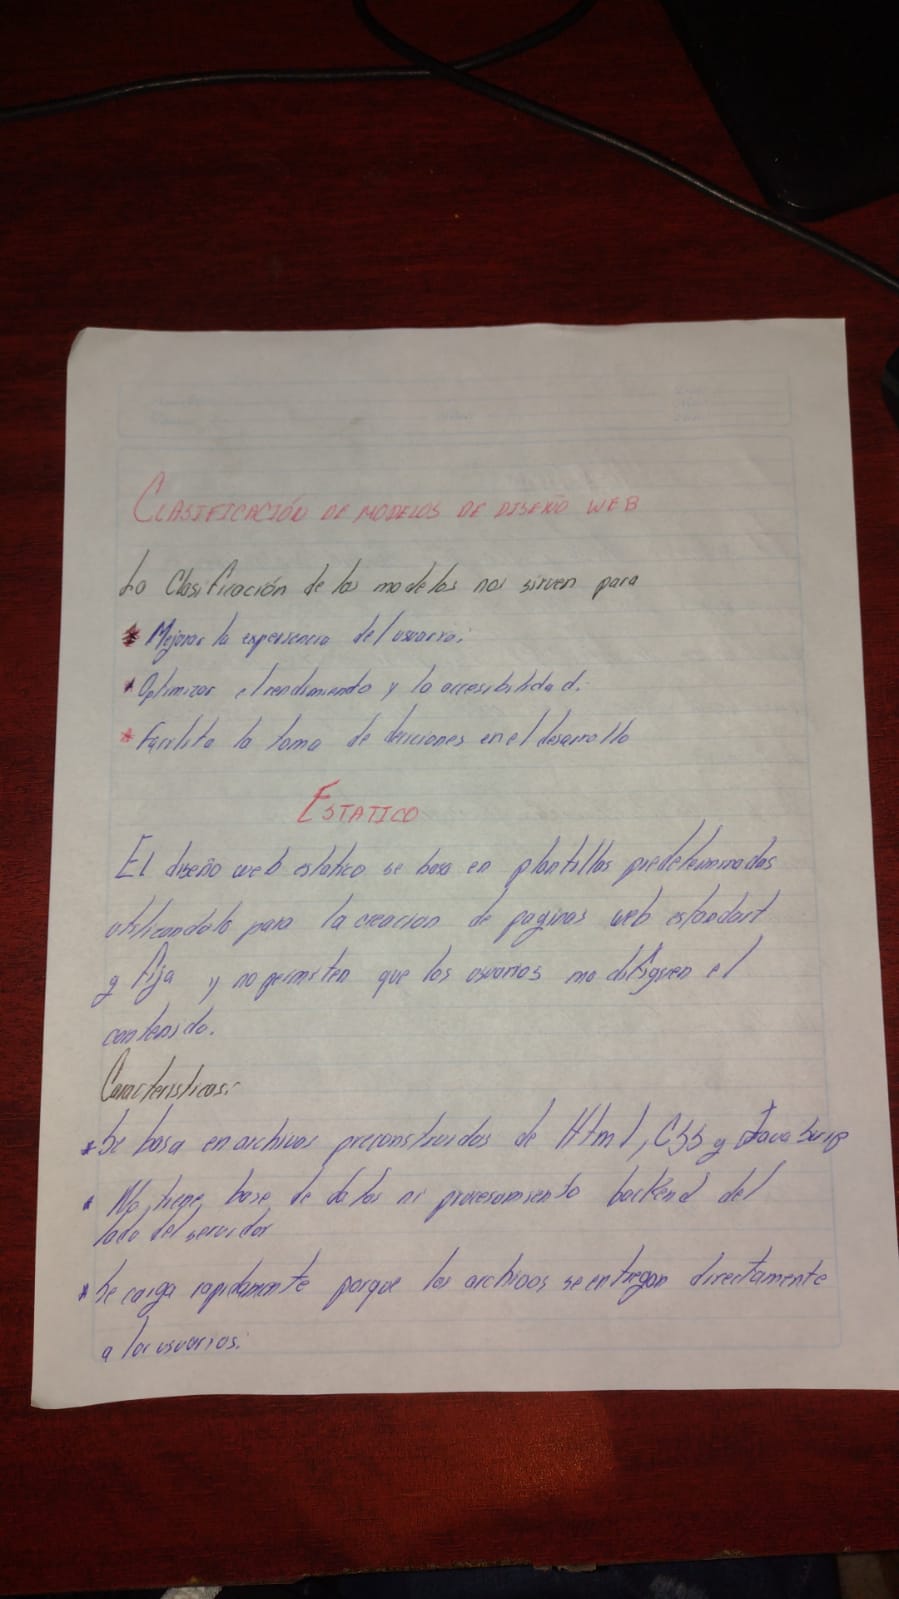 CLASIFICACIÓN DE MODELOS DE DISEÑO WEB
La Clasificación de los modelos nos sirven para
* Mejorar la experiencia del usuario.
* Optimizar el rendimiento y la accesibilidad.
* Facilita la toma de decisiones en el desarrollo
ESTATICO
El diseño web estatico se basa en plantillas predeterminadas
utilizandolo para la creacion de paginas web estandart
y fija y no permiten que los usuarios modifiquen el
contenido.
Caracteristicas:
* Se basa en archivos preconstruidos de Html, CSS y Java Scrip
* No tiene base de datos ni procesamiento backend del
lado del servidor
* Se carga rapidamente porque los archivos se entregan directamente
a los usuarios.